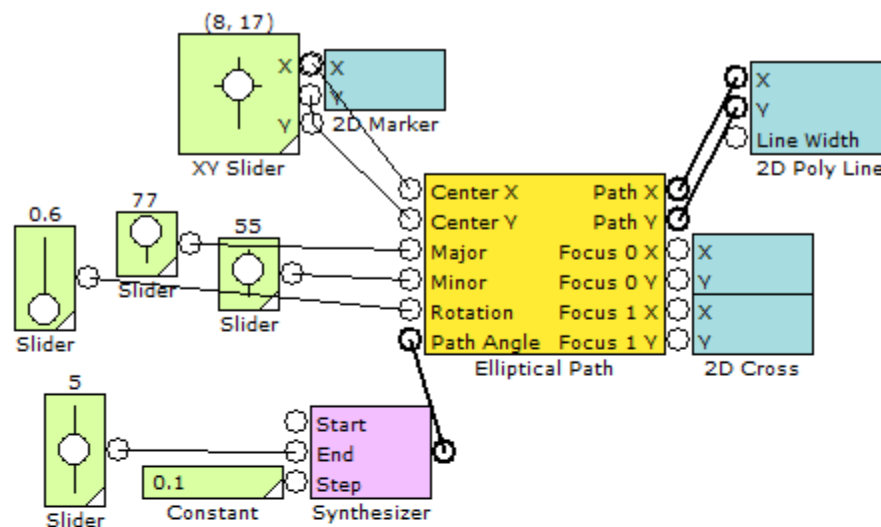 (8, 17)
X
Y
XY Slider
X
Y
2D Marker
X
Y
Line Width
2D Poly Line
0.6
Slider
77
Slider
55
Slider
Center X
Center Y
Major
Minor
Rotation
Path Angle
Path X
Path Y
Focus 0 X
Focus 0 Y
Focus 1 X
Focus 1 Y
Elliptical Path
X
Y
X
Y
2D Cross
5
Slider
0.1
Constant
Start
End
Step
Synthesizer